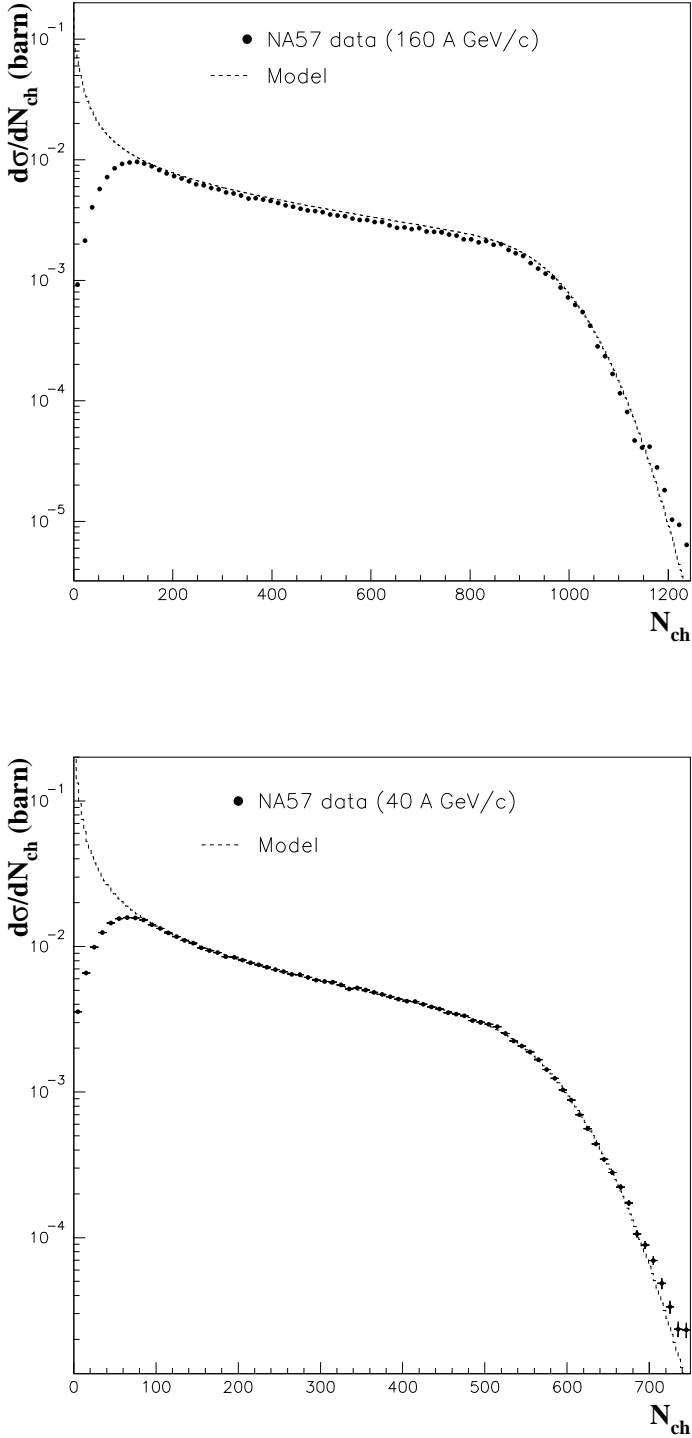 dσ/dN_ch (barn)
10^-1
10^-2
10^-3
10^-4
10^-5
NA57 data (160 A GeV/c)
Model
0 200 400 600 800 1000 1200
N_ch
dσ/dN_ch (barn)
10^-1
10^-2
10^-3
10^-4
NA57 data (40 A GeV/c)
Model
0 100 200 300 400 500 600 700
N_ch